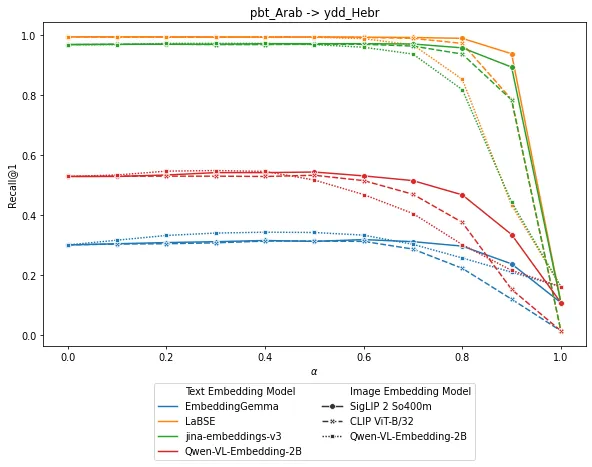 pbt_Arab -> ydd_Hebr
Recall@1
1.0
0.8
0.6
0.4
0.2
0.0
0.0 0.2 0.4 0.6 0.8 1.0
α
Text Embedding Model
EmbeddingGemma
LaBSE
jina-embeddings-v3
Qwen-VL-Embedding-2B
Image Embedding Model
SigLIP 2 So400m
CLIP ViT-B/32
Qwen-VL-Embedding-2B